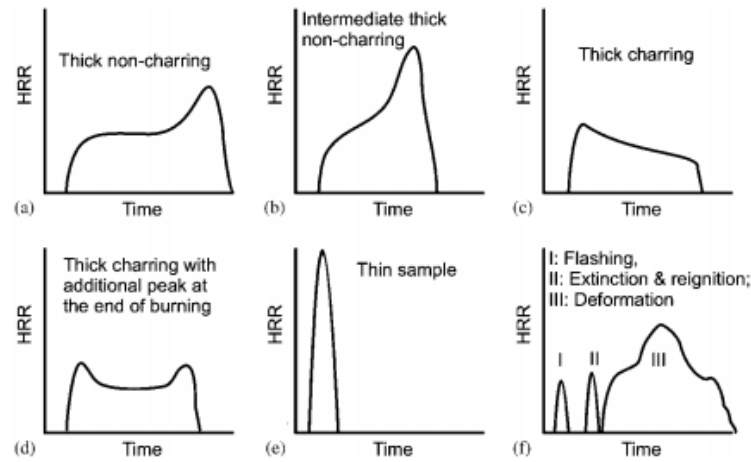 HRR
Thick non-charring
(a)
Time
HRR
Intermediate thick
non-charring
(b)
Time
HRR
Thick charring
(c)
Time
HRR
Thick charring with
additional peak at
the end of burning
(d)
Time
HRR
Thin sample
(e)
Time
HRR
I: Flashing,
II: Extinction & reignition;
III: Deformation
I
II
III
(f)
Time